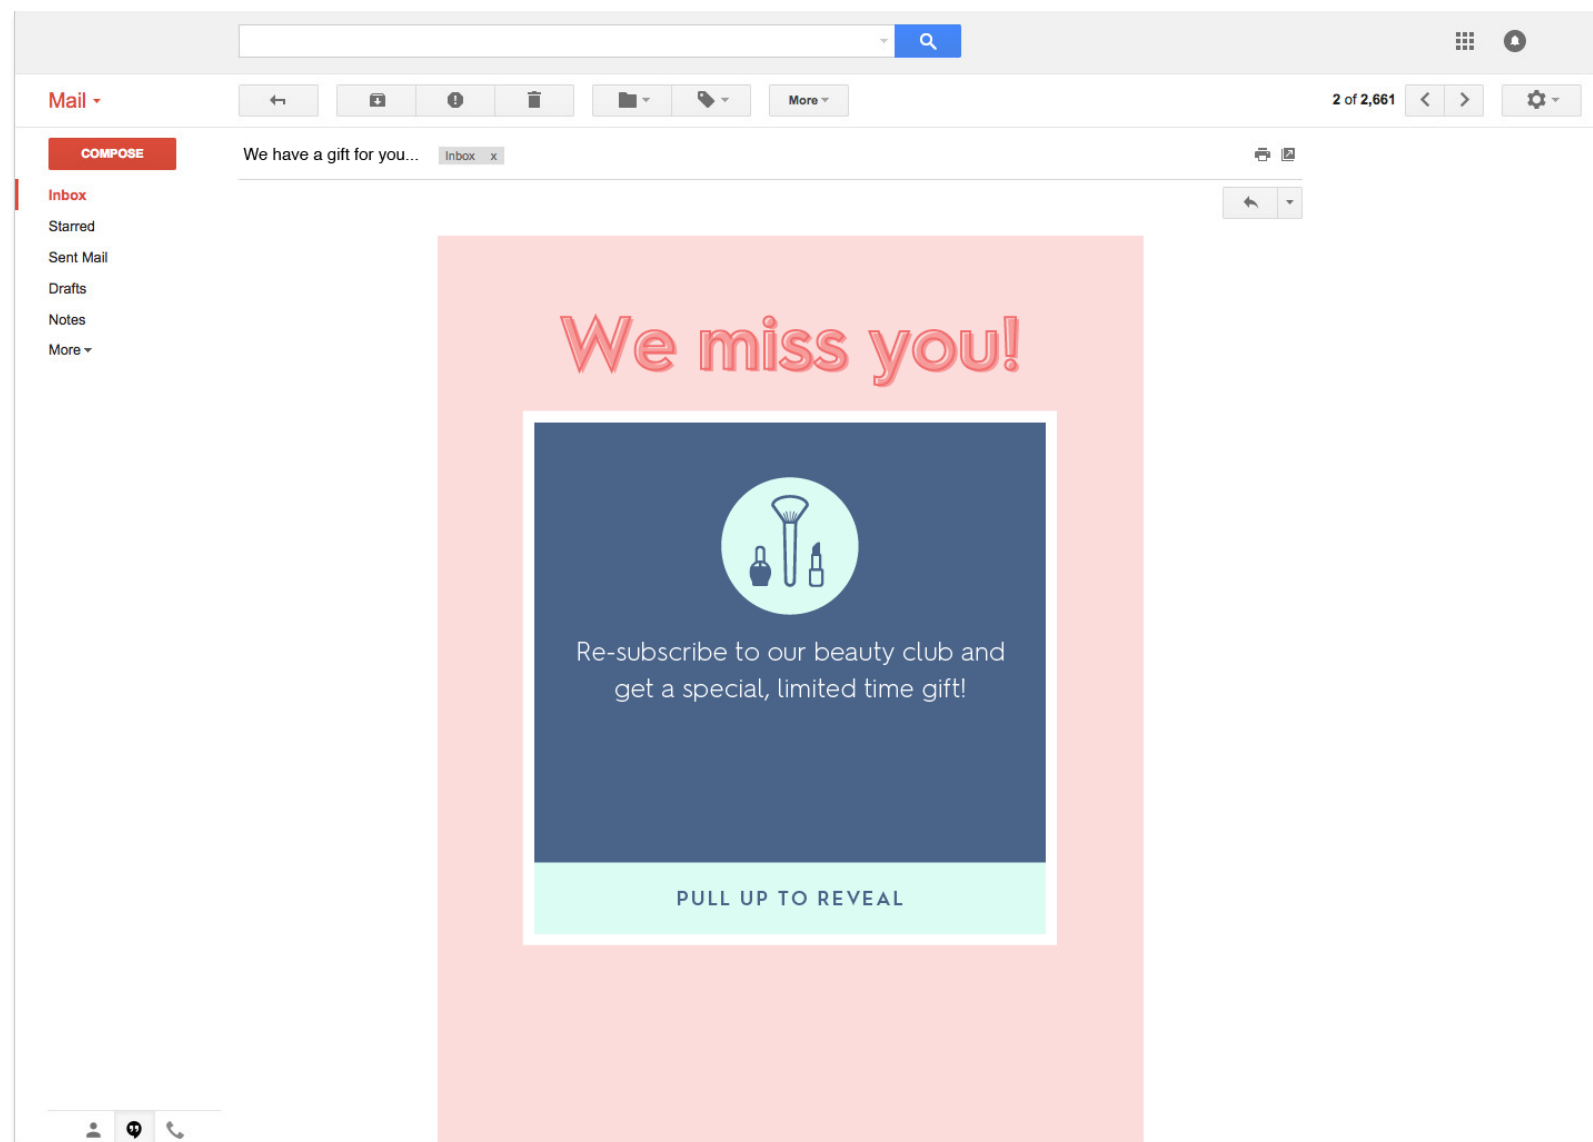 Mail
More
2 of 2,661
COMPOSE
We have a gift for you...
Inbox x
Inbox
Starred
Sent Mail
Drafts
Notes
More
We miss you!
Re-subscribe to our beauty club and
get a special, limited time gift!
PULL UP TO REVEAL